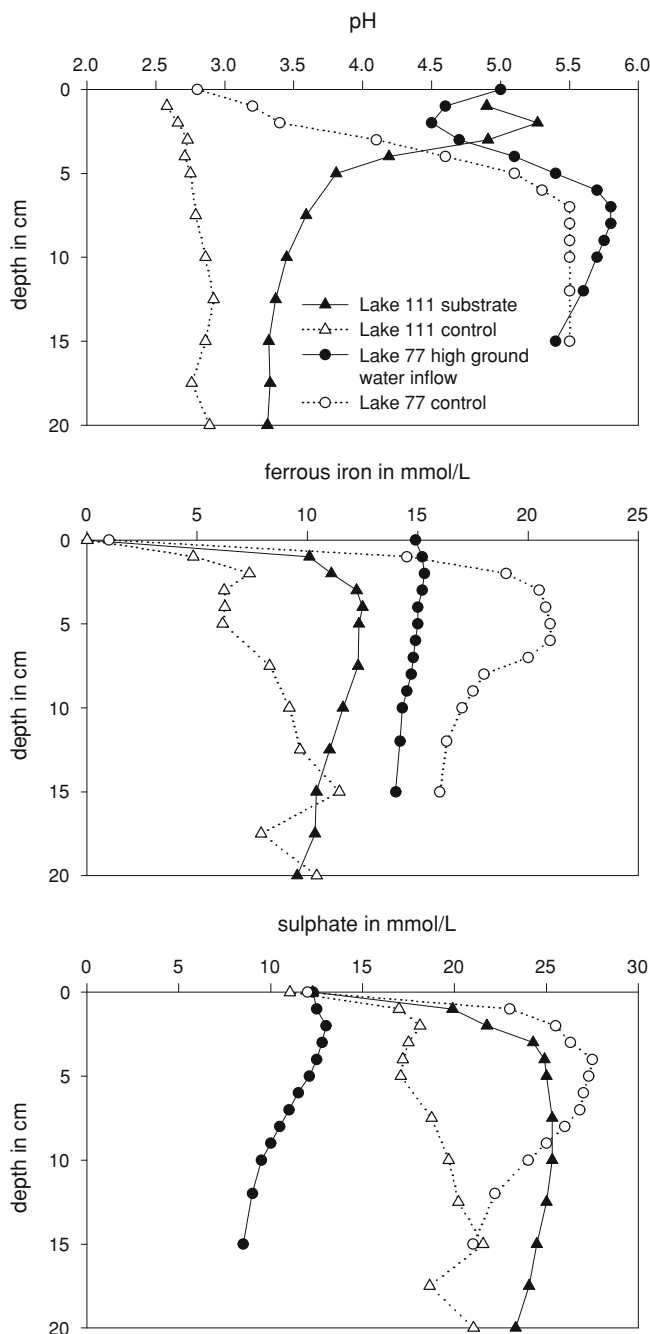 pH
2.0 2.5 3.0 3.5 4.0 4.5 5.0 5.5 6.0
0
5
10
15
20
depth in cm
Lake 111 substrate
Lake 111 control
Lake 77 high ground
water inflow
Lake 77 control
ferrous iron in mmol/L
0 5 10 15 20 25
0
5
10
15
20
depth in cm
sulphate in mmol/L
0 5 10 15 20 25 30
0
5
10
15
20
depth in cm